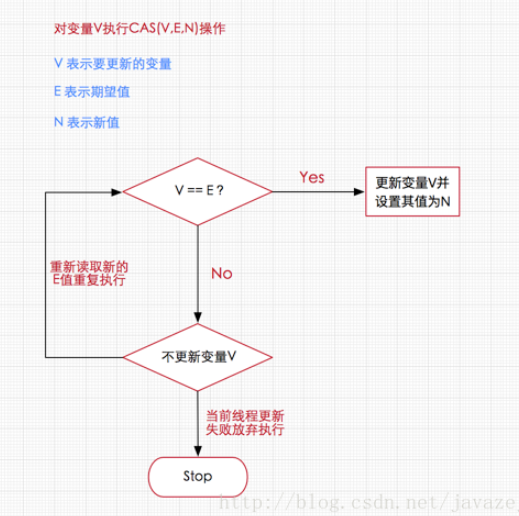 对变量V执行CAS(V,E,N)操作
V 表示要更新的变量
E 表示期望值
N 表示新值
V == E ?
Yes
更新变量V并
设置其值为N
重新读取新的
E值重复执行
No
不更新变量V
当前线程更新
失败放弃执行
Stop
http://blog.csdn.net/javaze